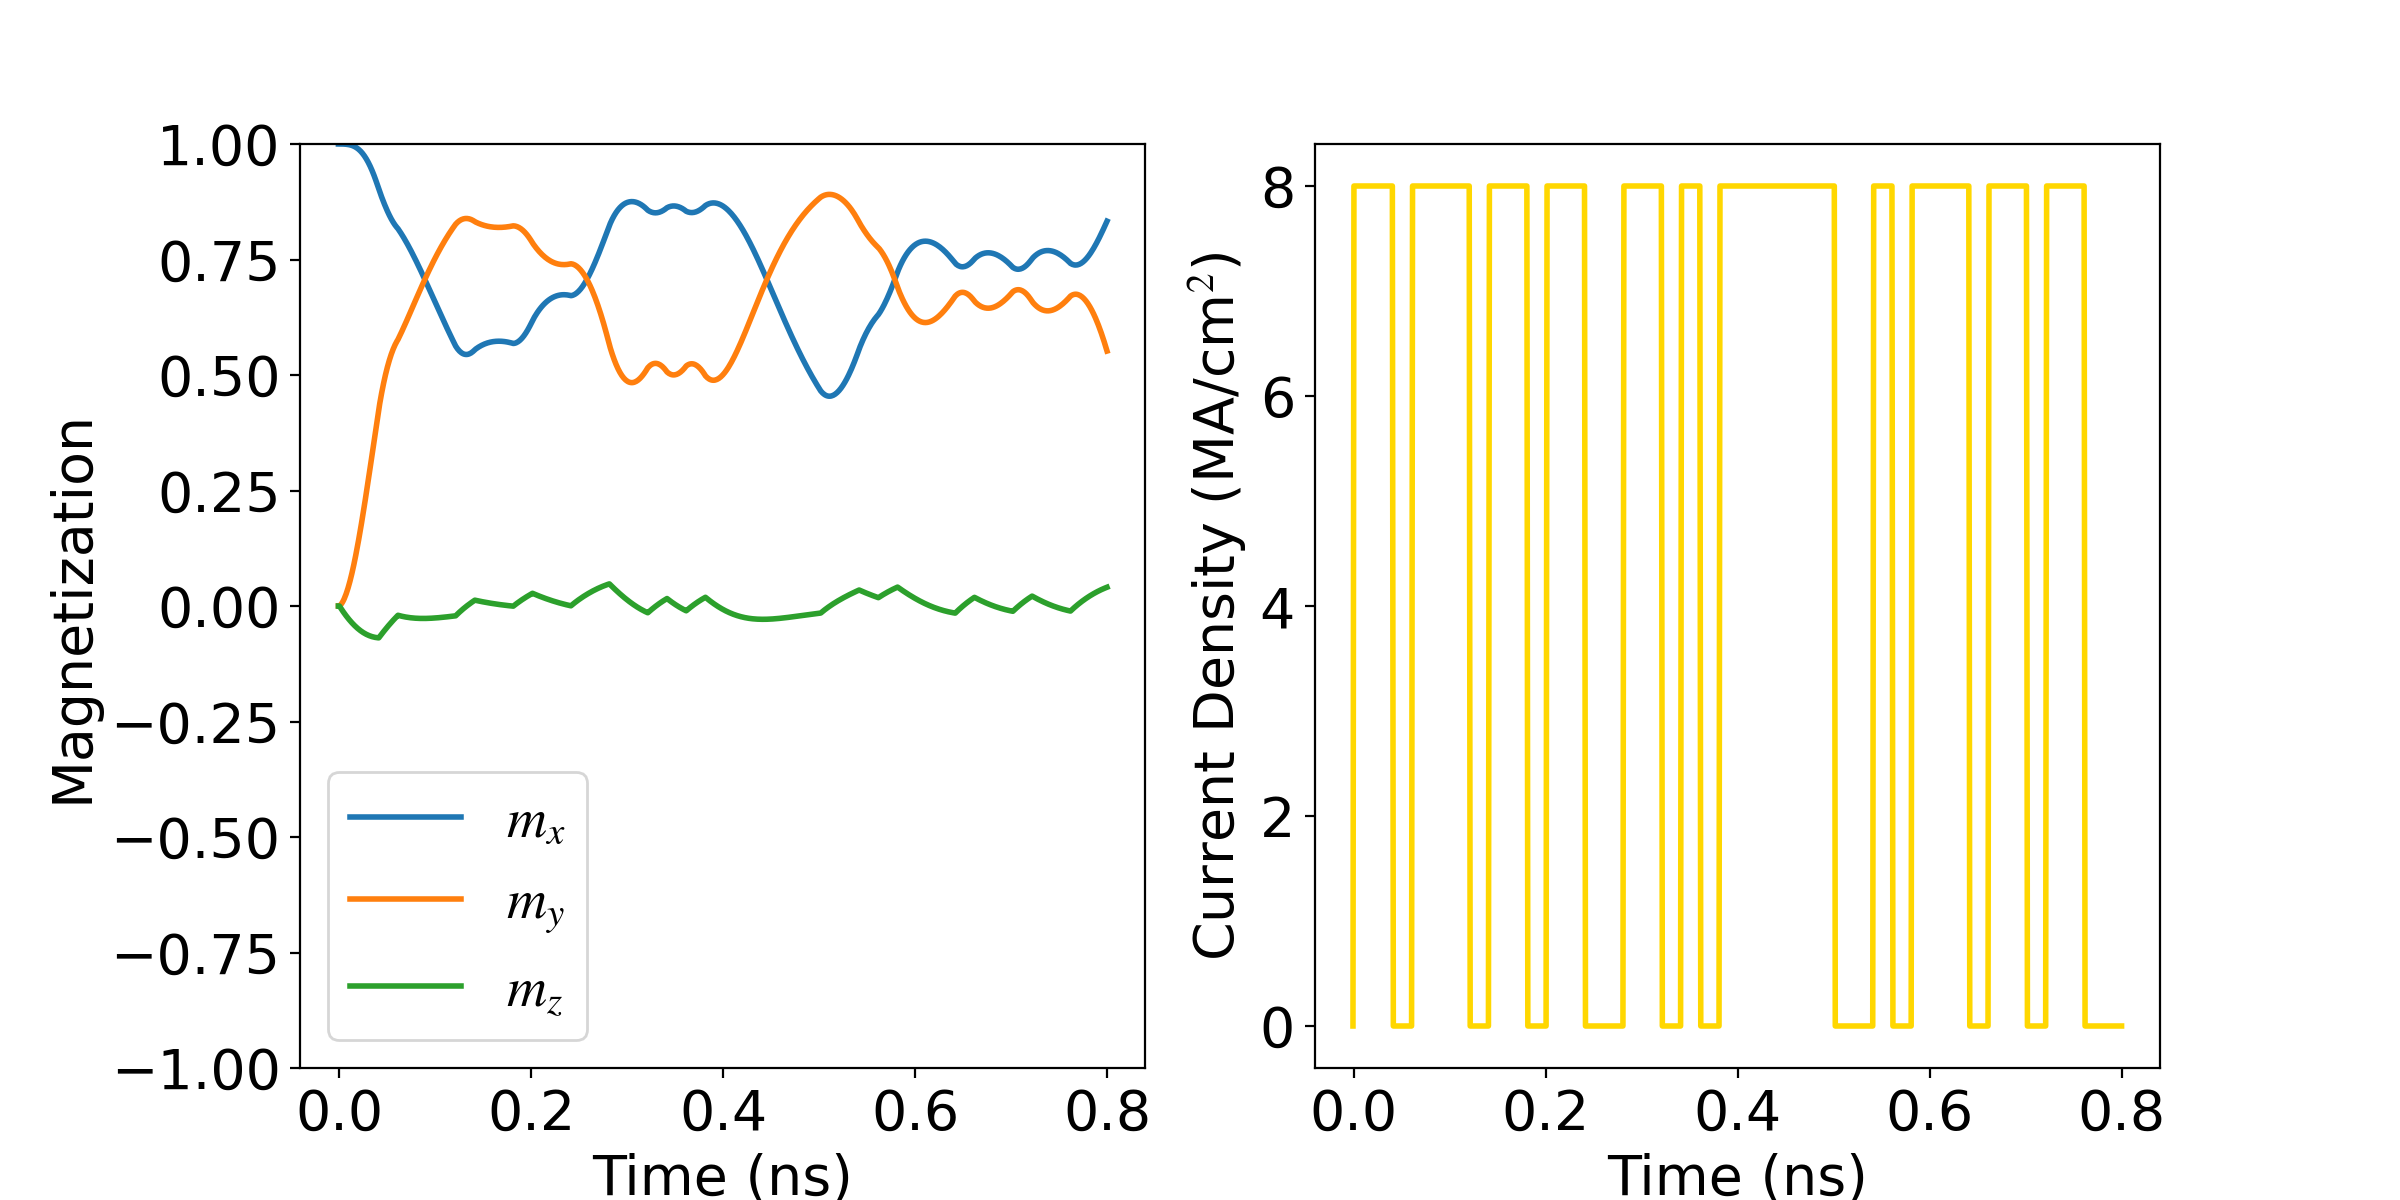 1.00
0.75
0.50
0.25
0.00
−0.25
−0.50
−0.75
−1.00
Magnetization
m_x
m_y
m_z
0.0 0.2 0.4 0.6 0.8
Time (ns)
8
6
4
2
0
Current Density (MA/cm²)
0.0 0.2 0.4 0.6 0.8
Time (ns)